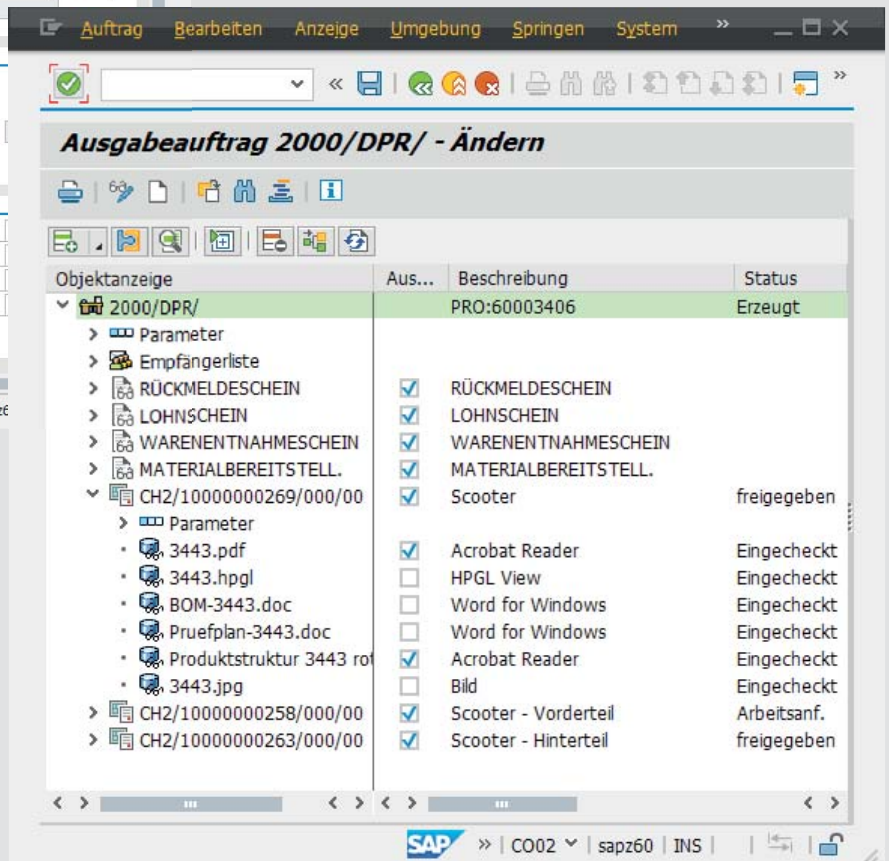 Auftrag Bearbeiten Anzeige Umgebung Springen System »
«
»
Ausgabeauftrag 2000/DPR/ - Ändern
Objektanzeige Aus... Beschreibung Status
2000/DPR/ PRO:60003406 Erzeugt
Parameter
Empfängerliste
RÜCKMELDESCHEIN RÜCKMELDESCHEIN
LOHNSCHEIN LOHNSCHEIN
WARENENTNAHMESCHEIN WARENENTNAHMESCHEIN
MATERIALBEREITSTELL. MATERIALBEREITSTELL.
CH2/10000000269/000/00 Scooter freigegeben
Parameter
3443.pdf Acrobat Reader Eingecheckt
3443.hpgl HPGL View Eingecheckt
BOM-3443.doc Word for Windows Eingecheckt
Pruefplan-3443.doc Word for Windows Eingecheckt
Produktstruktur 3443 rot Acrobat Reader Eingecheckt
3443.jpg Bild Eingecheckt
CH2/10000000258/000/00 Scooter - Vorderteil Arbeitsanf.
CH2/10000000263/000/00 Scooter - Hinterteil freigegeben
SAP » | CO02 | sapz60 | INS |